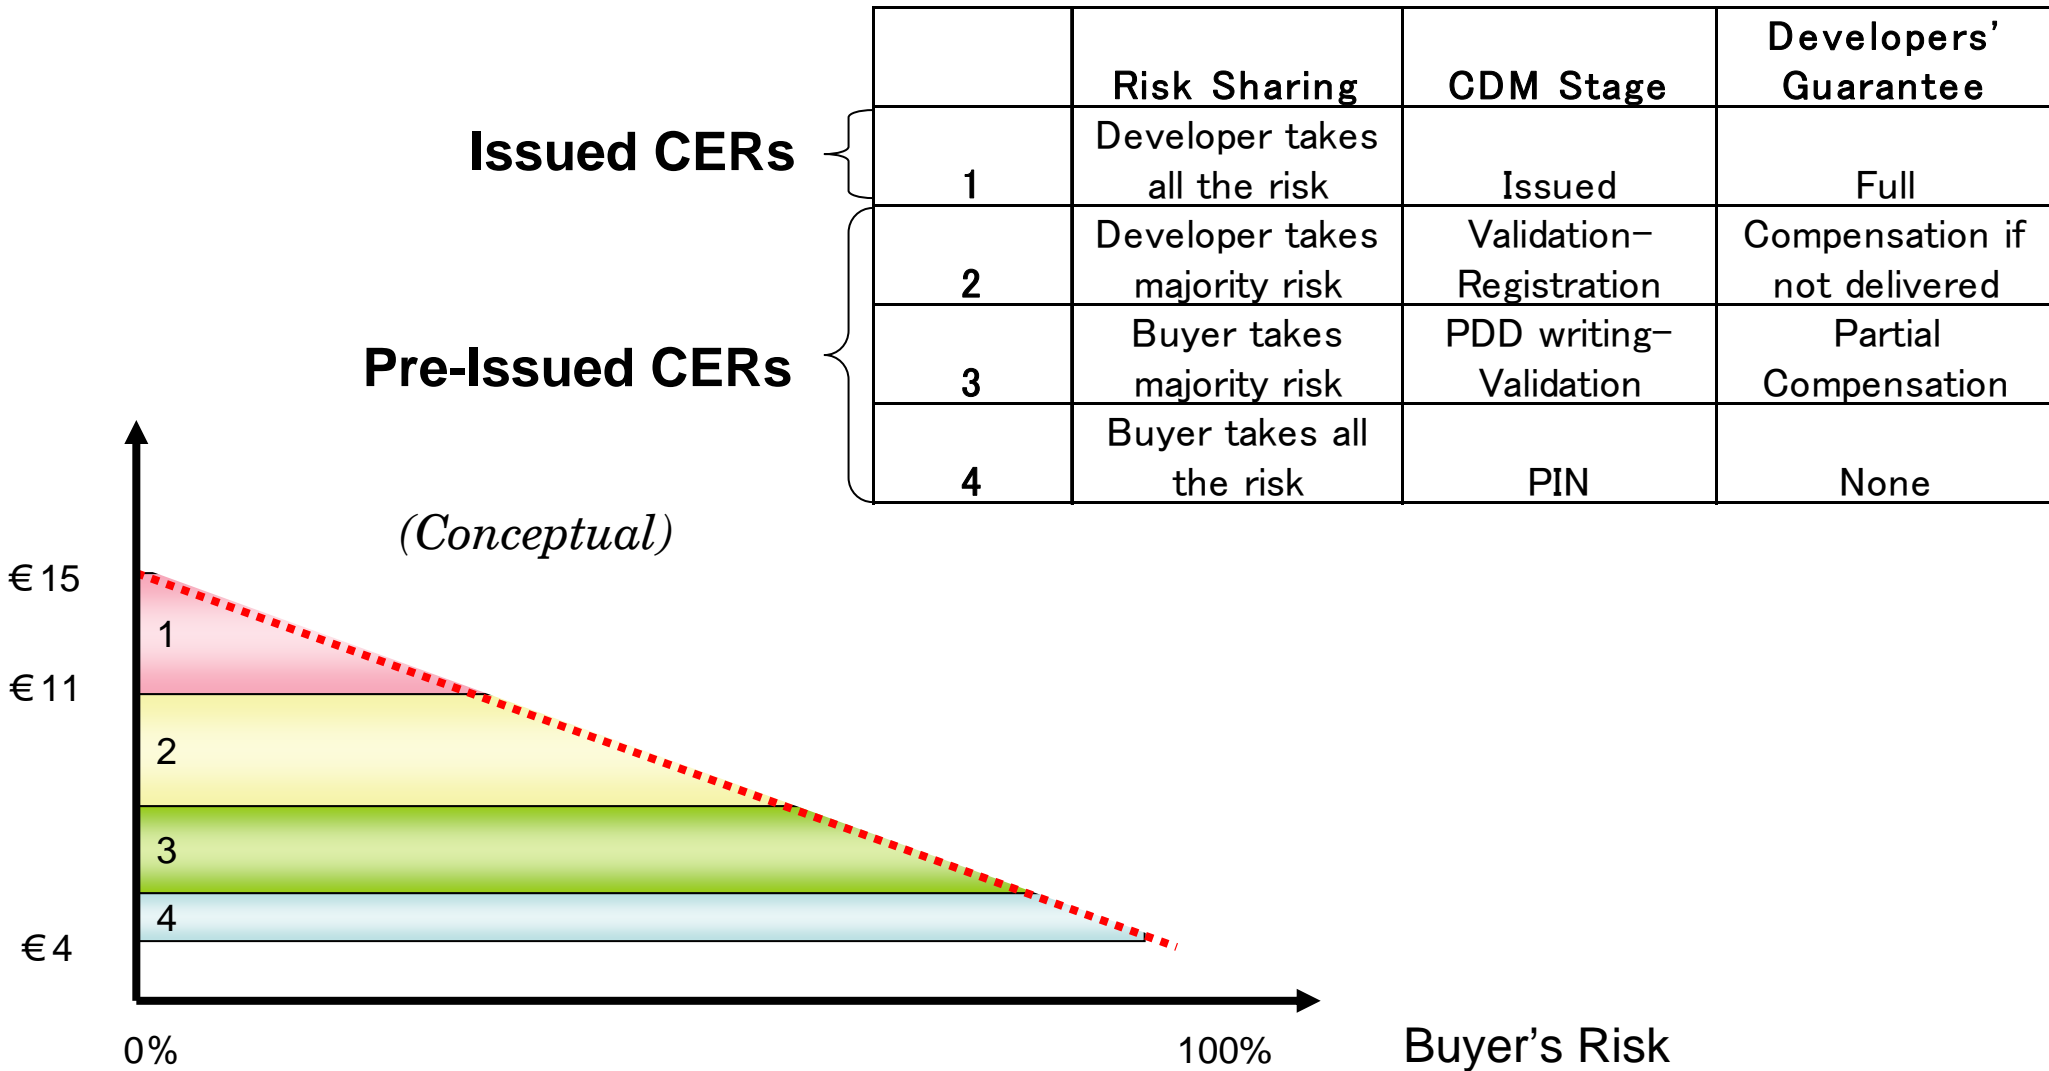 Risk Sharing CDM Stage Developers' Guarantee
Issued CERs
1 Developer takes all the risk Issued Full
2 Developer takes majority risk Validation-Registration Compensation if not delivered
Pre-Issued CERs
3 Buyer takes majority risk PDD writing-Validation Partial Compensation
4 Buyer takes all the risk PIN None
(Conceptual)
€15
1
€11
2
3
4
€4
0%
100%
Buyer's Risk